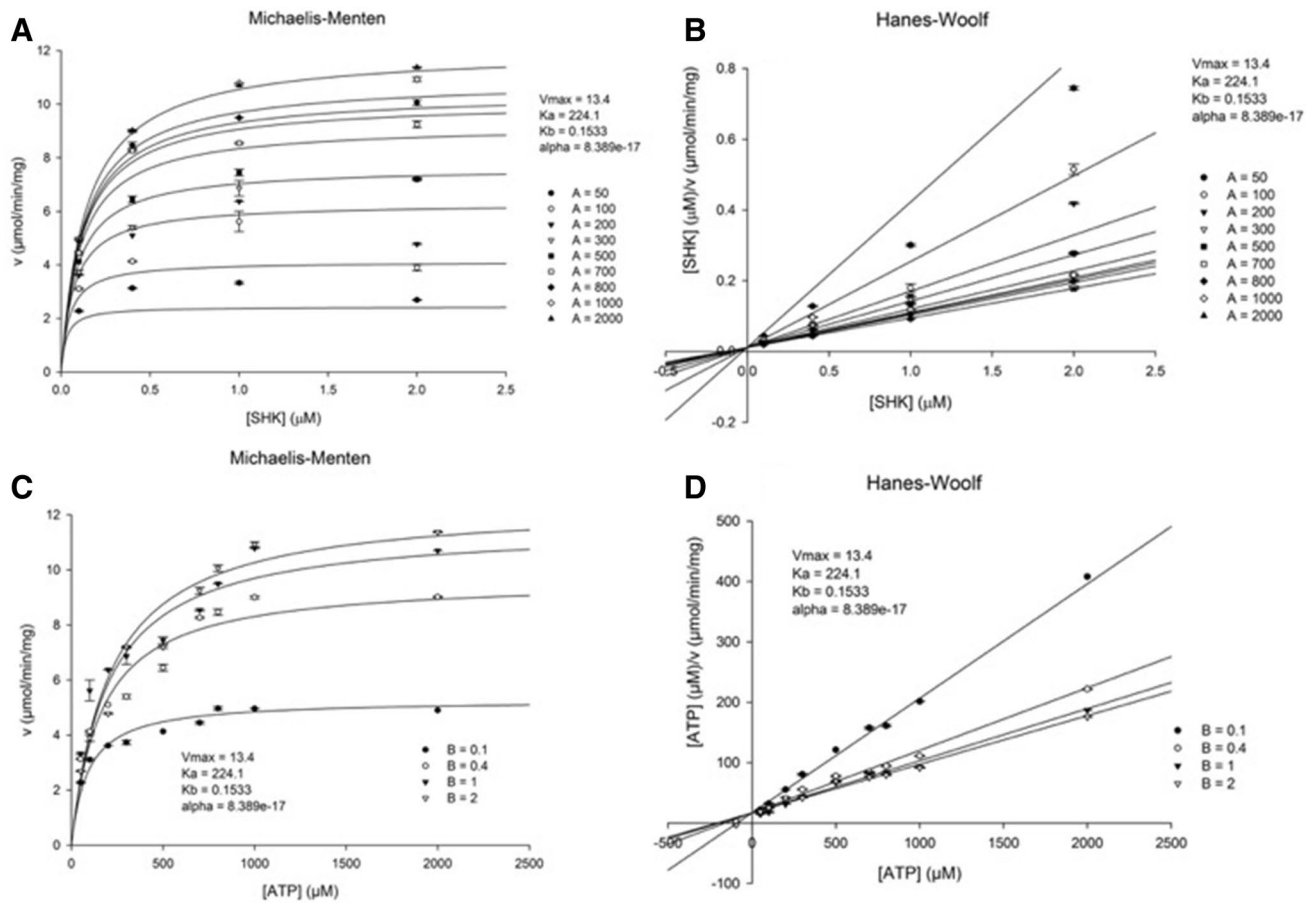 A
Michaelis-Menten
v (µmol/min/mg)
12
10
8
6
4
2
0
0.0
0.5
1.0
1.5
2.0
2.5
[SHK] (µM)
Vmax = 13.4
Ka = 224.1
Kb = 0.1533
alpha = 8.389e-17
A = 50
A = 100
A = 200
A = 300
A = 500
A = 700
A = 800
A = 1000
A = 2000
B
Hanes-Woolf
[SHK] (µM)/v (µmol/min/mg)
0.8
0.6
0.4
0.2
0.0
-0.2
-0.5
0.0
0.5
1.0
1.5
2.0
2.5
[SHK] (µM)
Vmax = 13.4
Ka = 224.1
Kb = 0.1533
alpha = 8.389e-17
A = 50
A = 100
A = 200
A = 300
A = 500
A = 700
A = 800
A = 1000
A = 2000
C
Michaelis-Menten
v (µmol/min/mg)
12
10
8
6
4
2
0
0
500
1000
1500
2000
2500
[ATP] (µM)
Vmax = 13.4
Ka = 224.1
Kb = 0.1533
alpha = 8.389e-17
B = 0.1
B = 0.4
B = 1
B = 2
D
Hanes-Woolf
[ATP] (µM)/v (µmol/min/mg)
500
400
300
200
100
-100
-500
0
500
1000
1500
2000
2500
[ATP] (µM)
Vmax = 13.4
Ka = 224.1
Kb = 0.1533
alpha = 8.389e-17
B = 0.1
B = 0.4
B = 1
B = 2